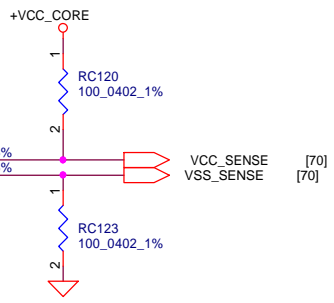 +VCC_CORE
1
RC120
100_0402_1%
2
%
VCC_SENSE [70]
%
VSS_SENSE [70]
1
RC123
100_0402_1%
2